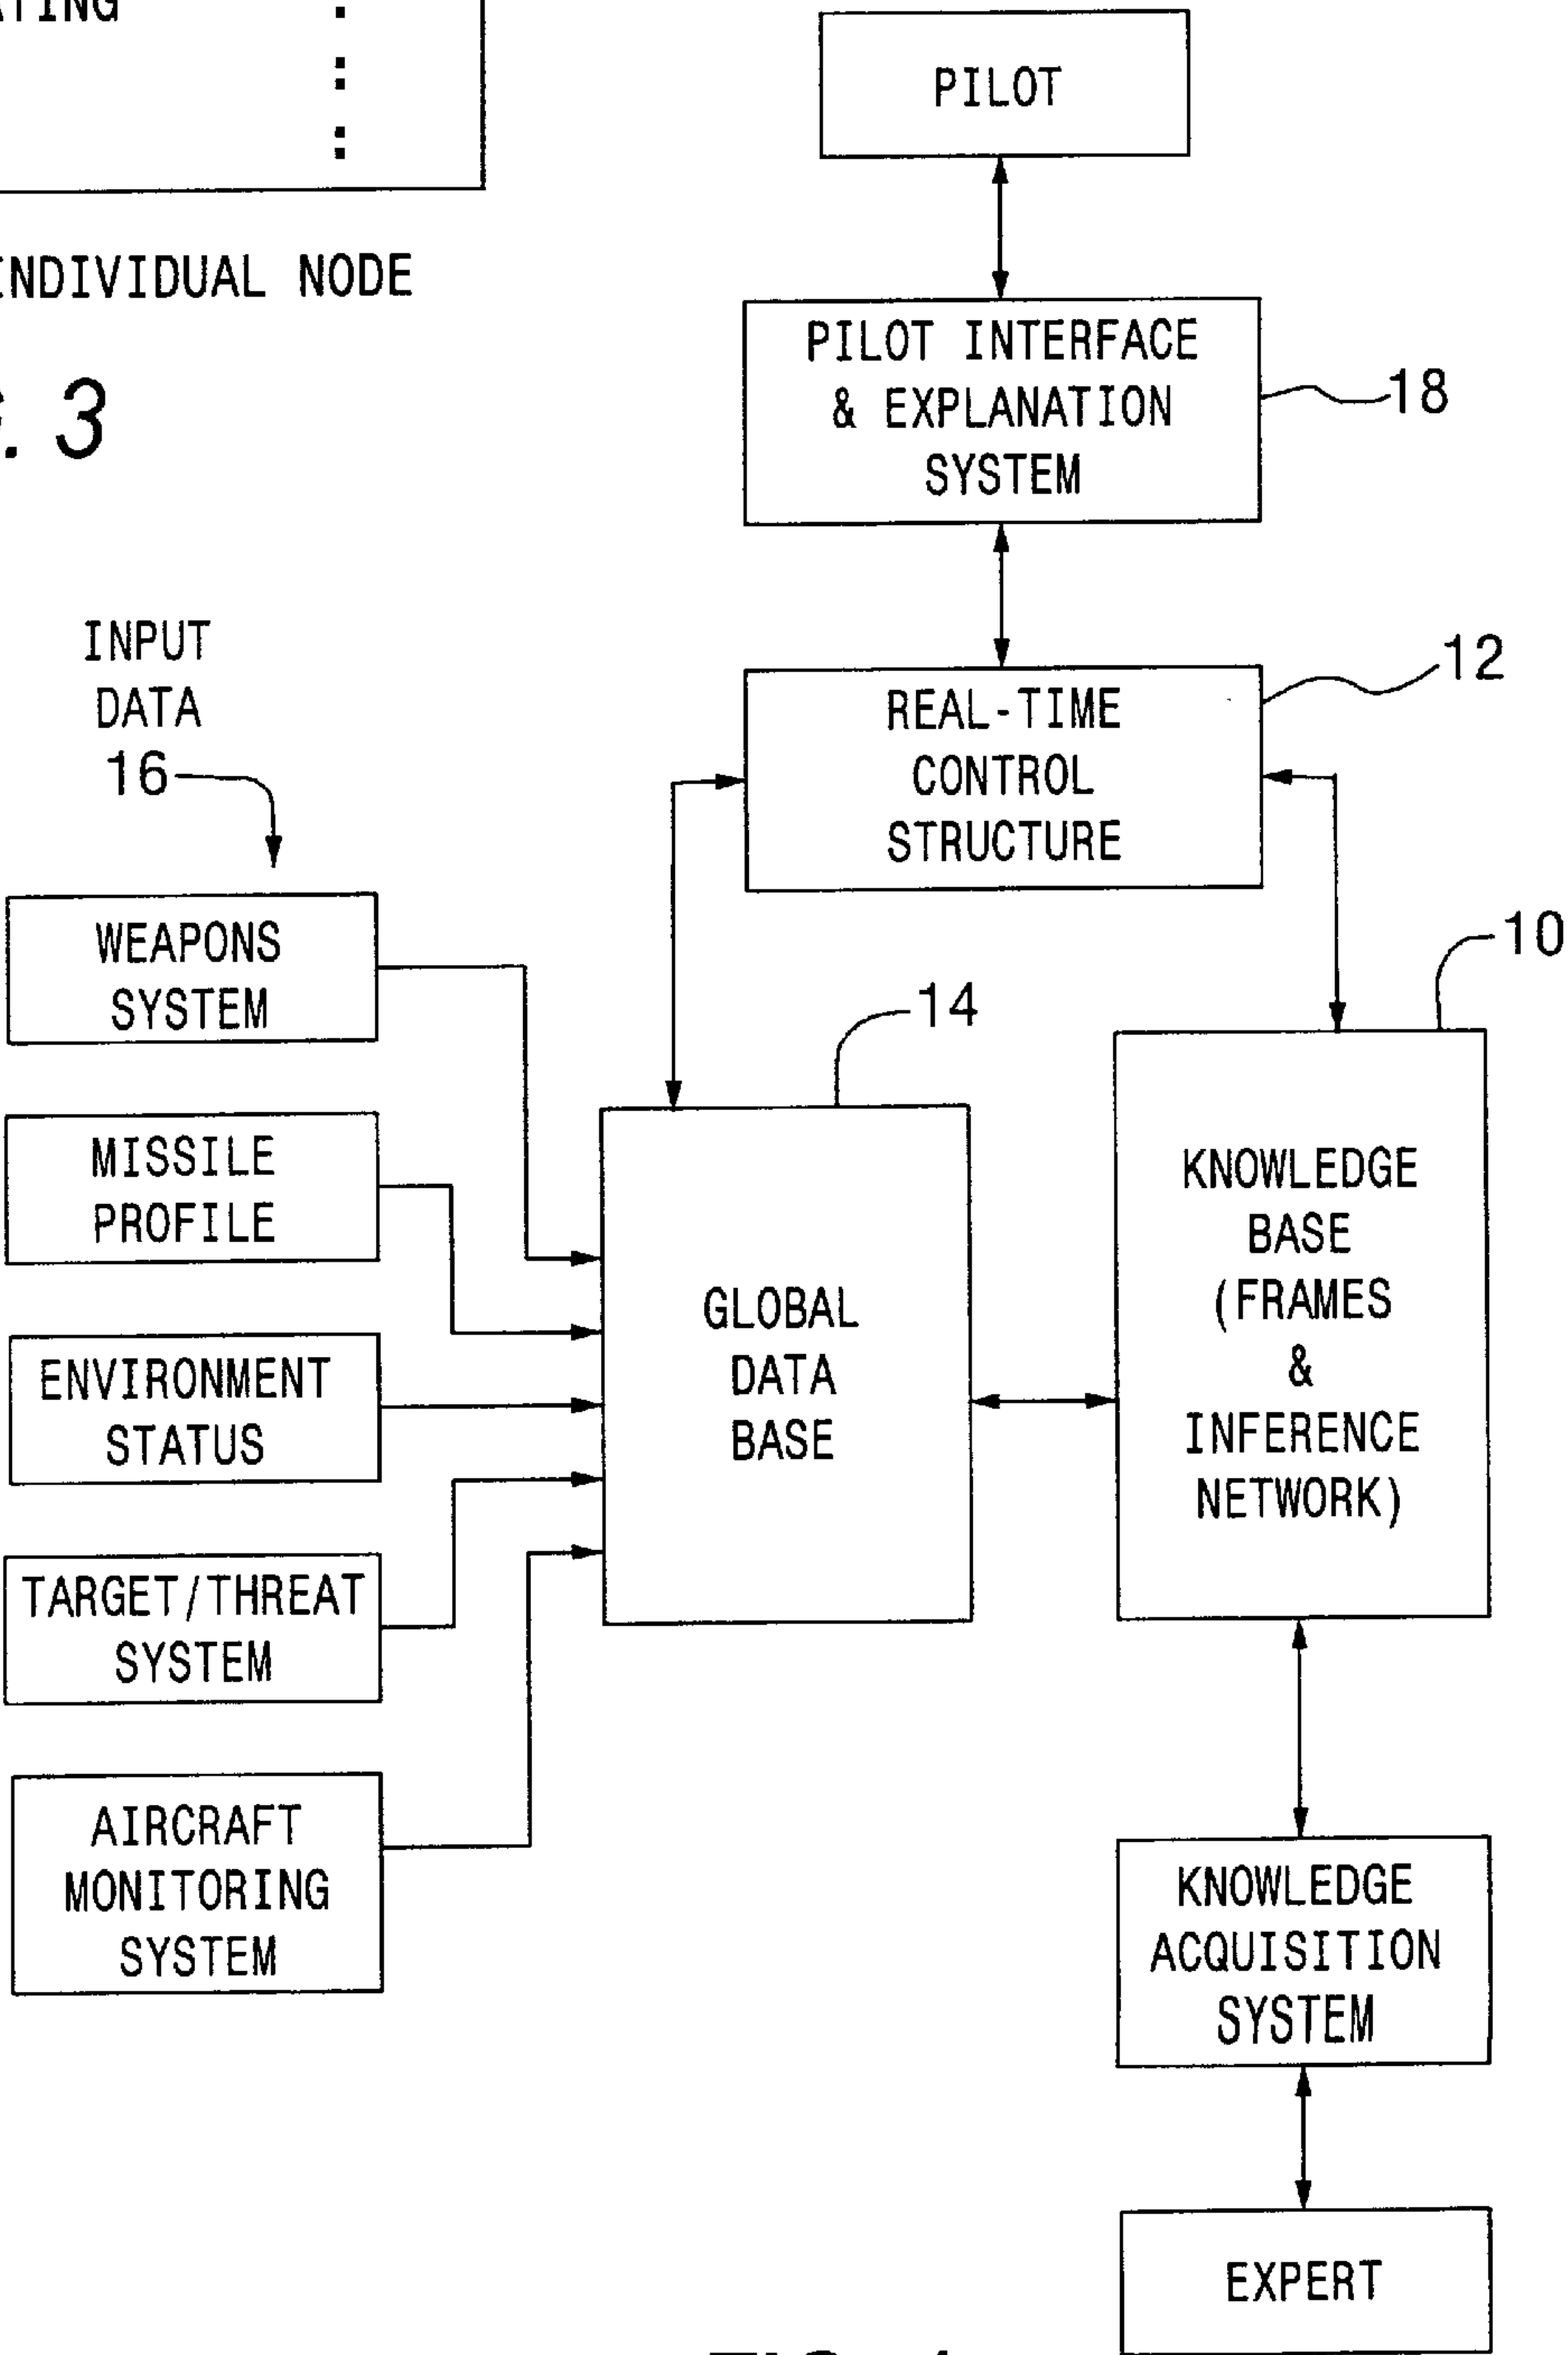 INDIVIDUAL NODE
3
PILOT
PILOT INTERFACE
& EXPLANATION
SYSTEM
18
INPUT
DATA
16
REAL-TIME
CONTROL
STRUCTURE
12
WEAPONS
SYSTEM
MISSILE
PROFILE
ENVIRONMENT
STATUS
TARGET/THREAT
SYSTEM
AIRCRAFT
MONITORING
SYSTEM
14
GLOBAL
DATA
BASE
10
KNOWLEDGE
BASE
(FRAMES
&
INFERENCE
NETWORK)
KNOWLEDGE
ACQUISITION
SYSTEM
EXPERT